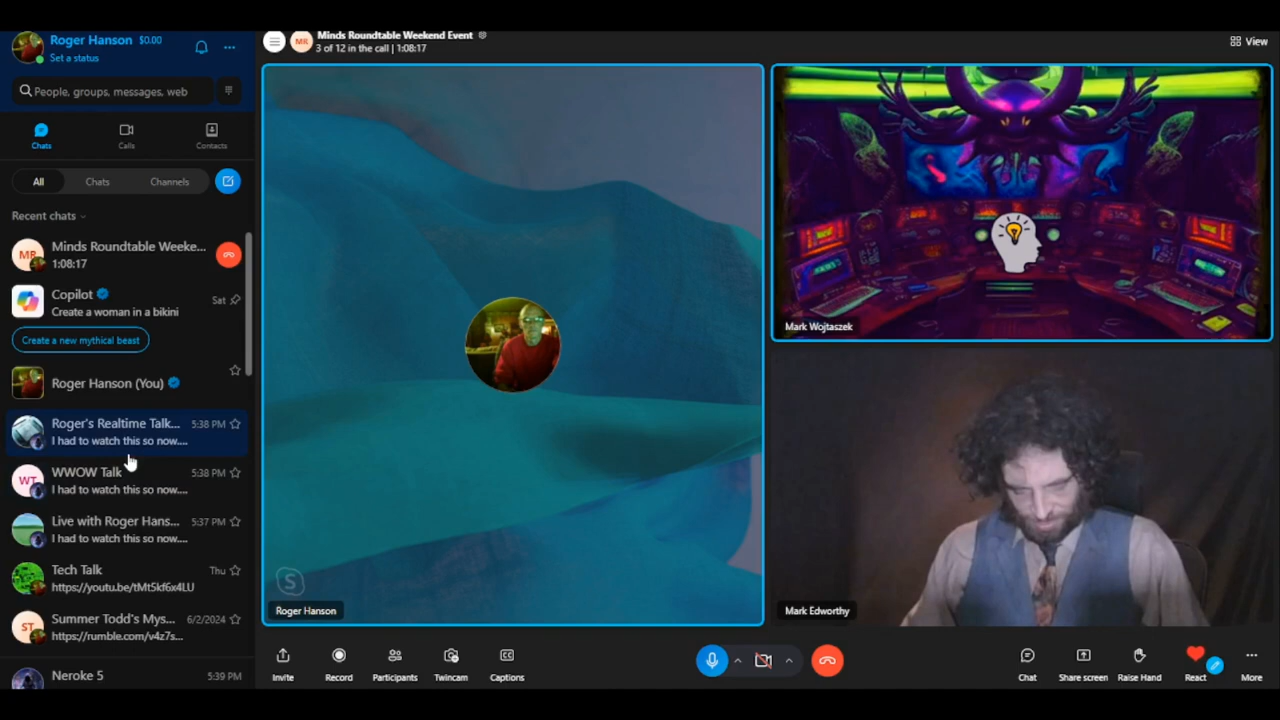 Roger Hanson $0.00
Set a status
People, groups, messages, web
Chats
Calls
Contacts
All
Chats
Channels
Recent chats
Minds Roundtable Weeke...
1:08:17
Copilot
Sat
Create a woman in a bikini
Create a new mythical beast
Roger Hanson (You)
Roger's Realtime Talk...
5:38 PM
I had to watch this so now....
WWOW Talk
5:38 PM
WT
I had to watch this so now....
Live with Roger Hans...
5:37 PM
I had to watch this so now....
Tech Talk
Thu
https://youtu.be/tMt5kf6x4LU
Summer Todd's Mys...
6/2/2024
ST
https://rumble.com/v4z7s...
Neroke 5
5:39 PM
MR
Minds Roundtable Weekend Event
3 of 12 in the call | 1:08:17
View
Roger Hanson
Mark Wojtaszek
Mark Edworthy
Invite
Record
Participants
Twincam
CC
Captions
Chat
Share screen
Raise Hand
React
More